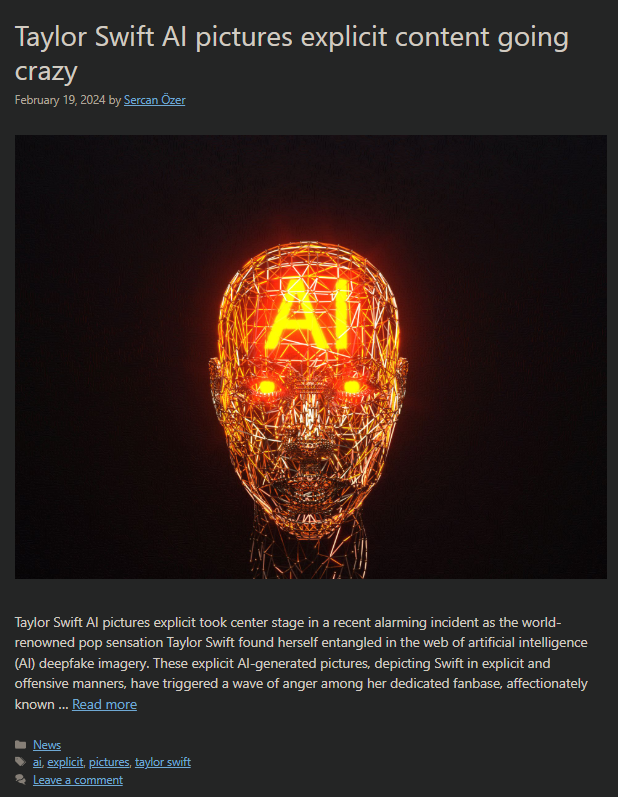 Taylor Swift AI pictures explicit content going
crazy
February 19, 2024 by Sercan Özer
AI
Taylor Swift AI pictures explicit took center stage in a recent alarming incident as the world-
renowned pop sensation Taylor Swift found herself entangled in the web of artificial intelligence
(AI) deepfake imagery. These explicit AI-generated pictures, depicting Swift in explicit and
offensive manners, have triggered a wave of anger among her dedicated fanbase, affectionately
known ... Read more
News
ai, explicit, pictures, taylor swift
Leave a comment